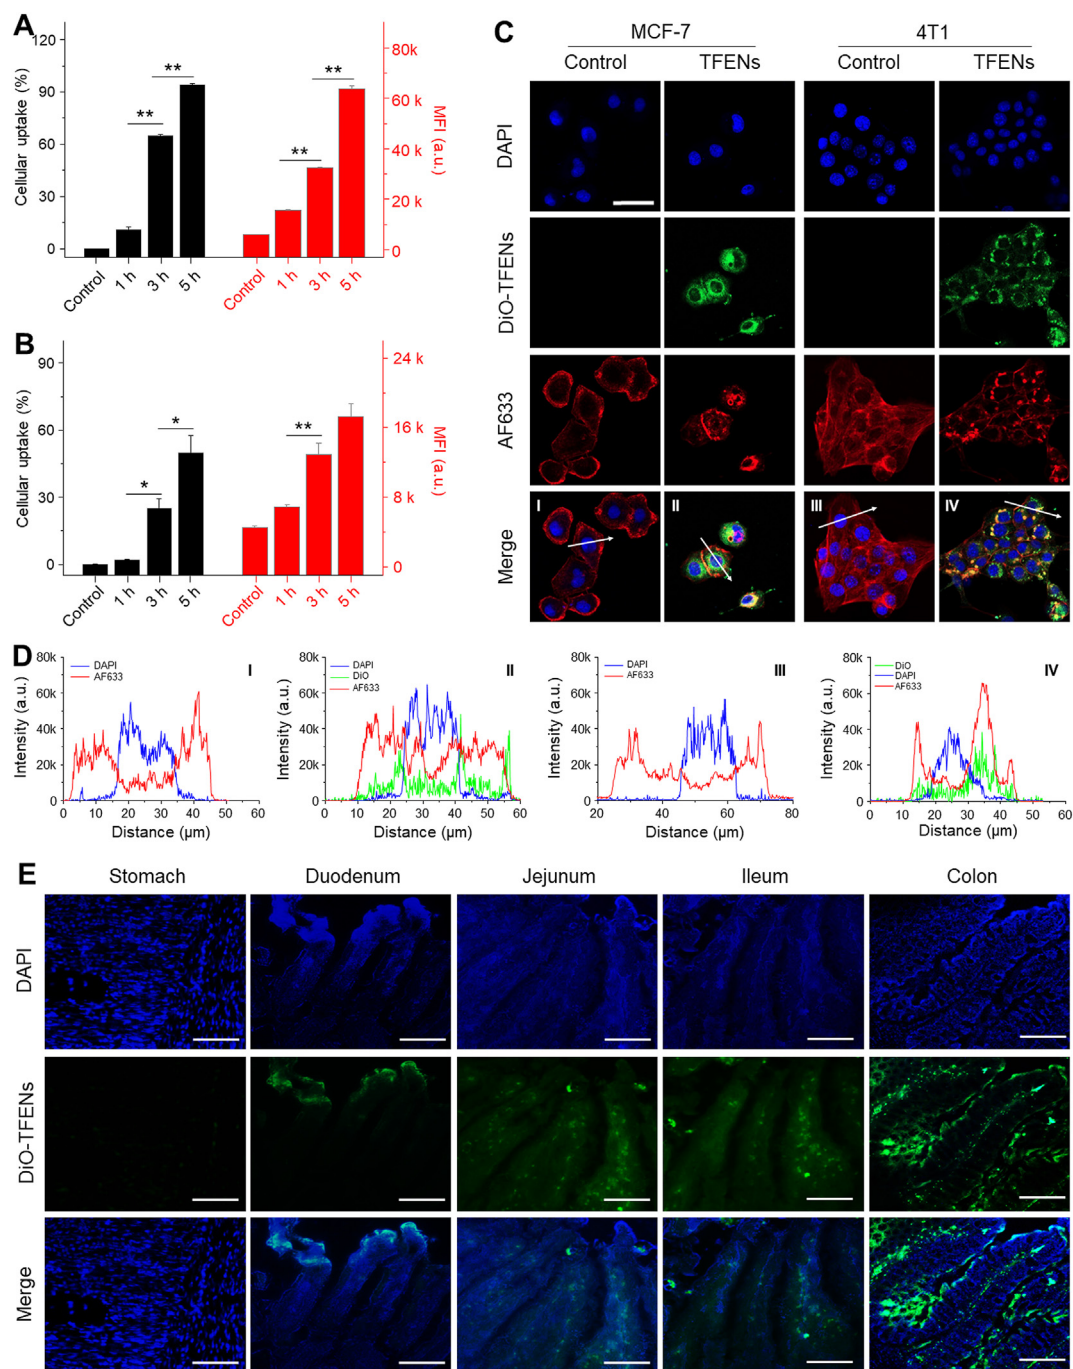 A
120
90
60
30
0
Cellular uptake (%)
**
**
**
**
80k
60 k
40 k
20 k
0
MFI (a.u.)
Control
1 h
3 h
5 h
Control
1 h
3 h
5 h
B
90
60
30
0
Cellular uptake (%)
*
*
**
24 k
16 k
8 k
0
MFI (a.u.)
Control
1 h
3 h
5 h
Control
1 h
3 h
5 h
C
MCF-7
4T1
Control
TFENs
Control
TFENs
DAPI
DiO-TFENs
AF633
Merge
I
II
III
IV
D
80k
60k
40k
20k
0
Intensity (a.u.)
DAPI
AF633
I
0 10 20 30 40 50 60
Distance (µm)
80k
60k
40k
20k
0
Intensity (a.u.)
DAPI
DiO
AF633
II
0 10 20 30 40 50 60
Distance (µm)
80k
60k
40k
20k
0
Intensity (a.u.)
DAPI
AF633
III
20 40 60 80
Distance (µm)
80k
60k
40k
20k
0
Intensity (a.u.)
DiO
DAPI
AF633
IV
0 10 20 30 40 50 60
Distance (µm)
E
Stomach
Duodenum
Jejunum
Ileum
Colon
DAPI
DiO-TFENs
Merge